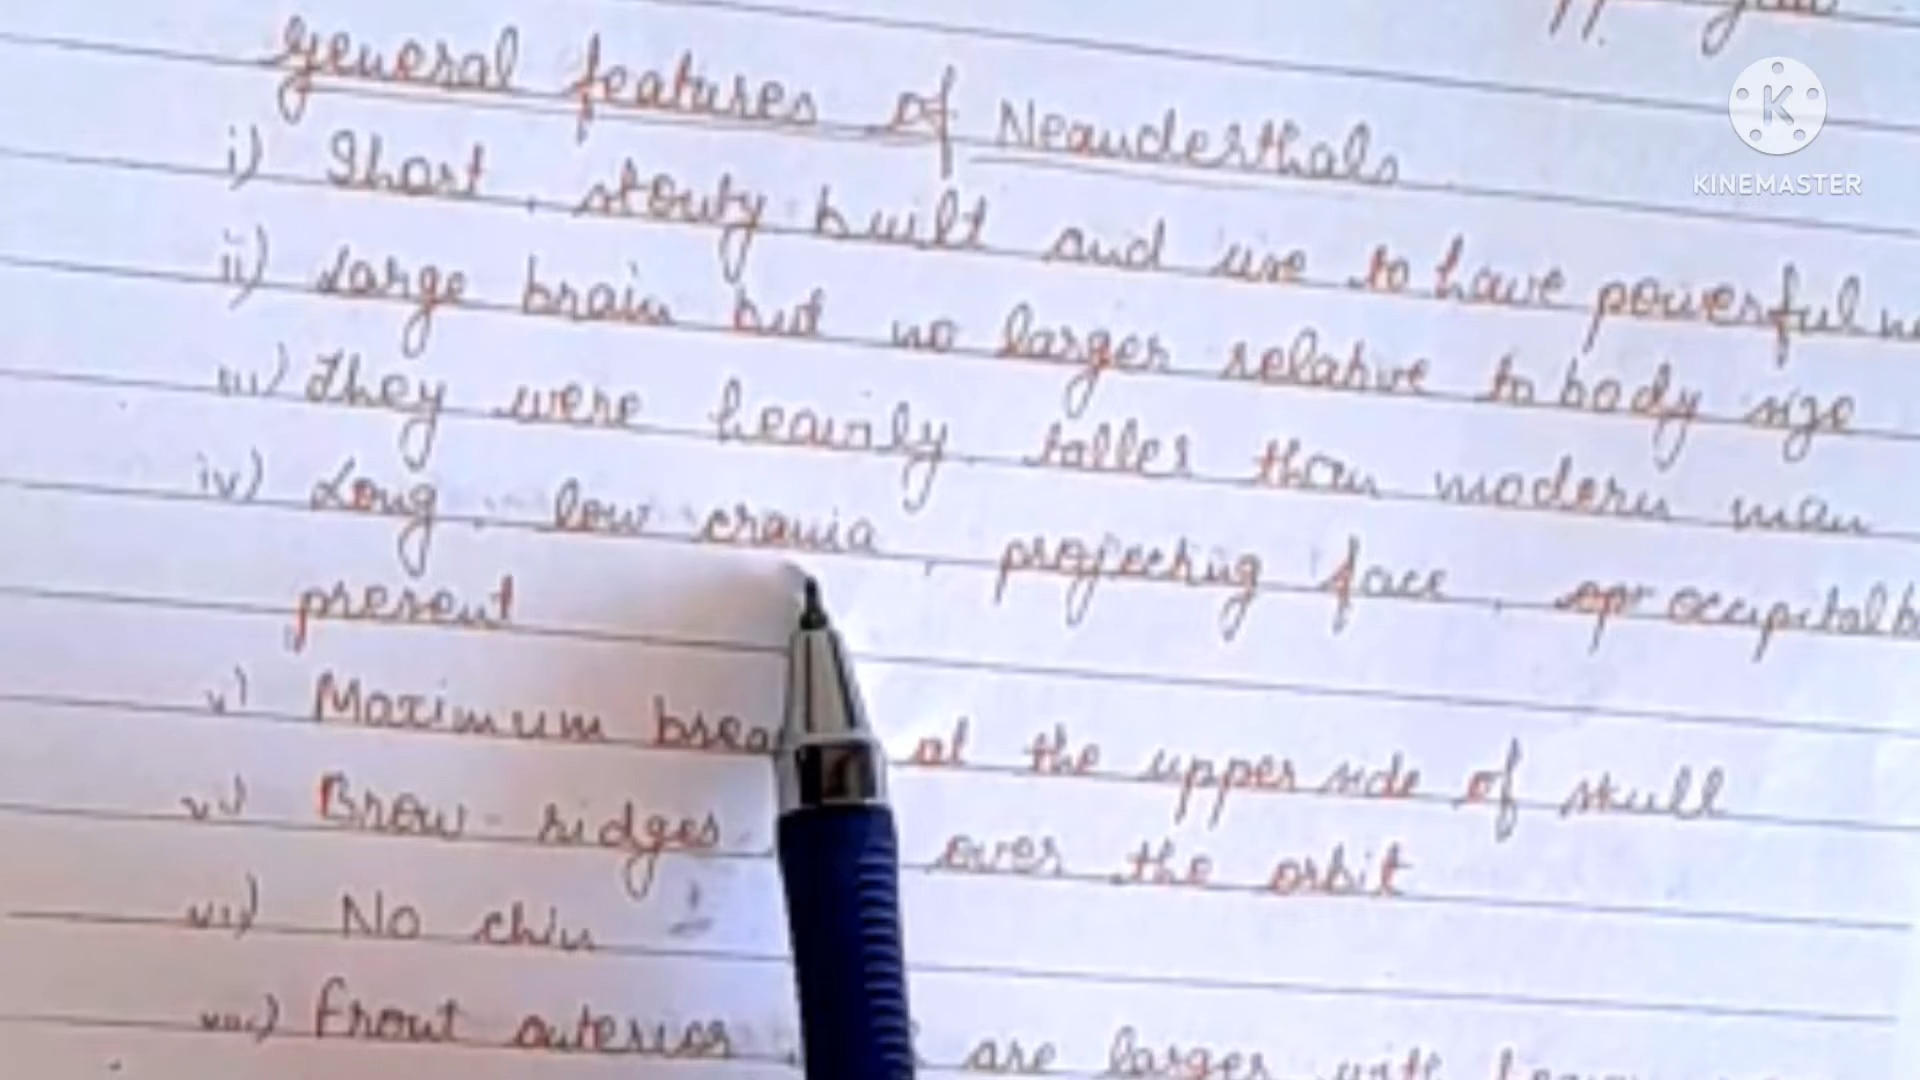 General features of Neanderthals
i) Short, stouty built and use to have powerful
ii) Large brain but no larger relative to body size
iii) They were heavily taller than modern man
iv) Long, low crania, projecting face, occipital
present
v) Maximum at the upper side of skull
vi) Brow-ridges over the orbit
vii) No chin
viii) Front anterior are larger with
KINEMASTER